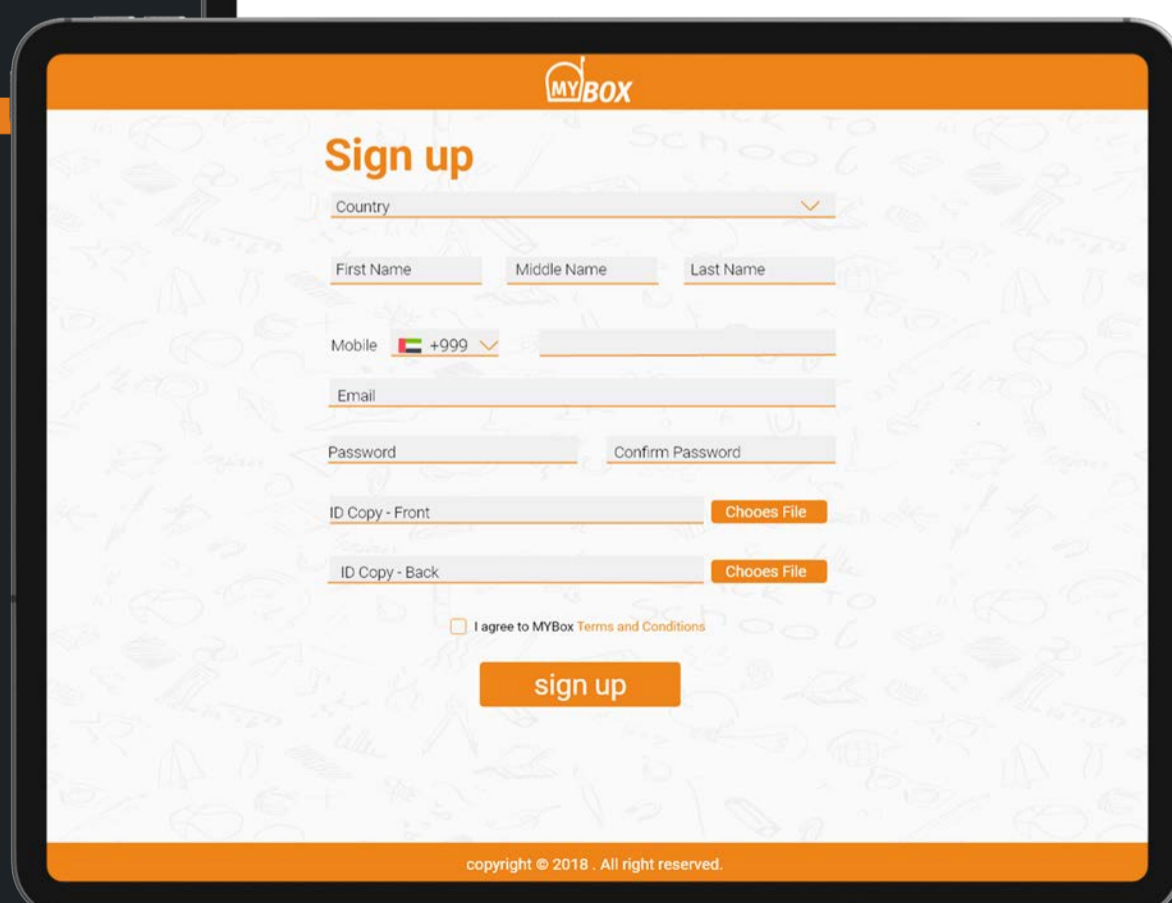 MYBOX
Sign up
Country
First Name Middle Name Last Name
Mobile +999
Email
Password Confirm Password
ID Copy - Front Chooes File
ID Copy - Back Chooes File
I agree to MYBox Terms and Conditions
sign up
copyright © 2018 . All right reserved.